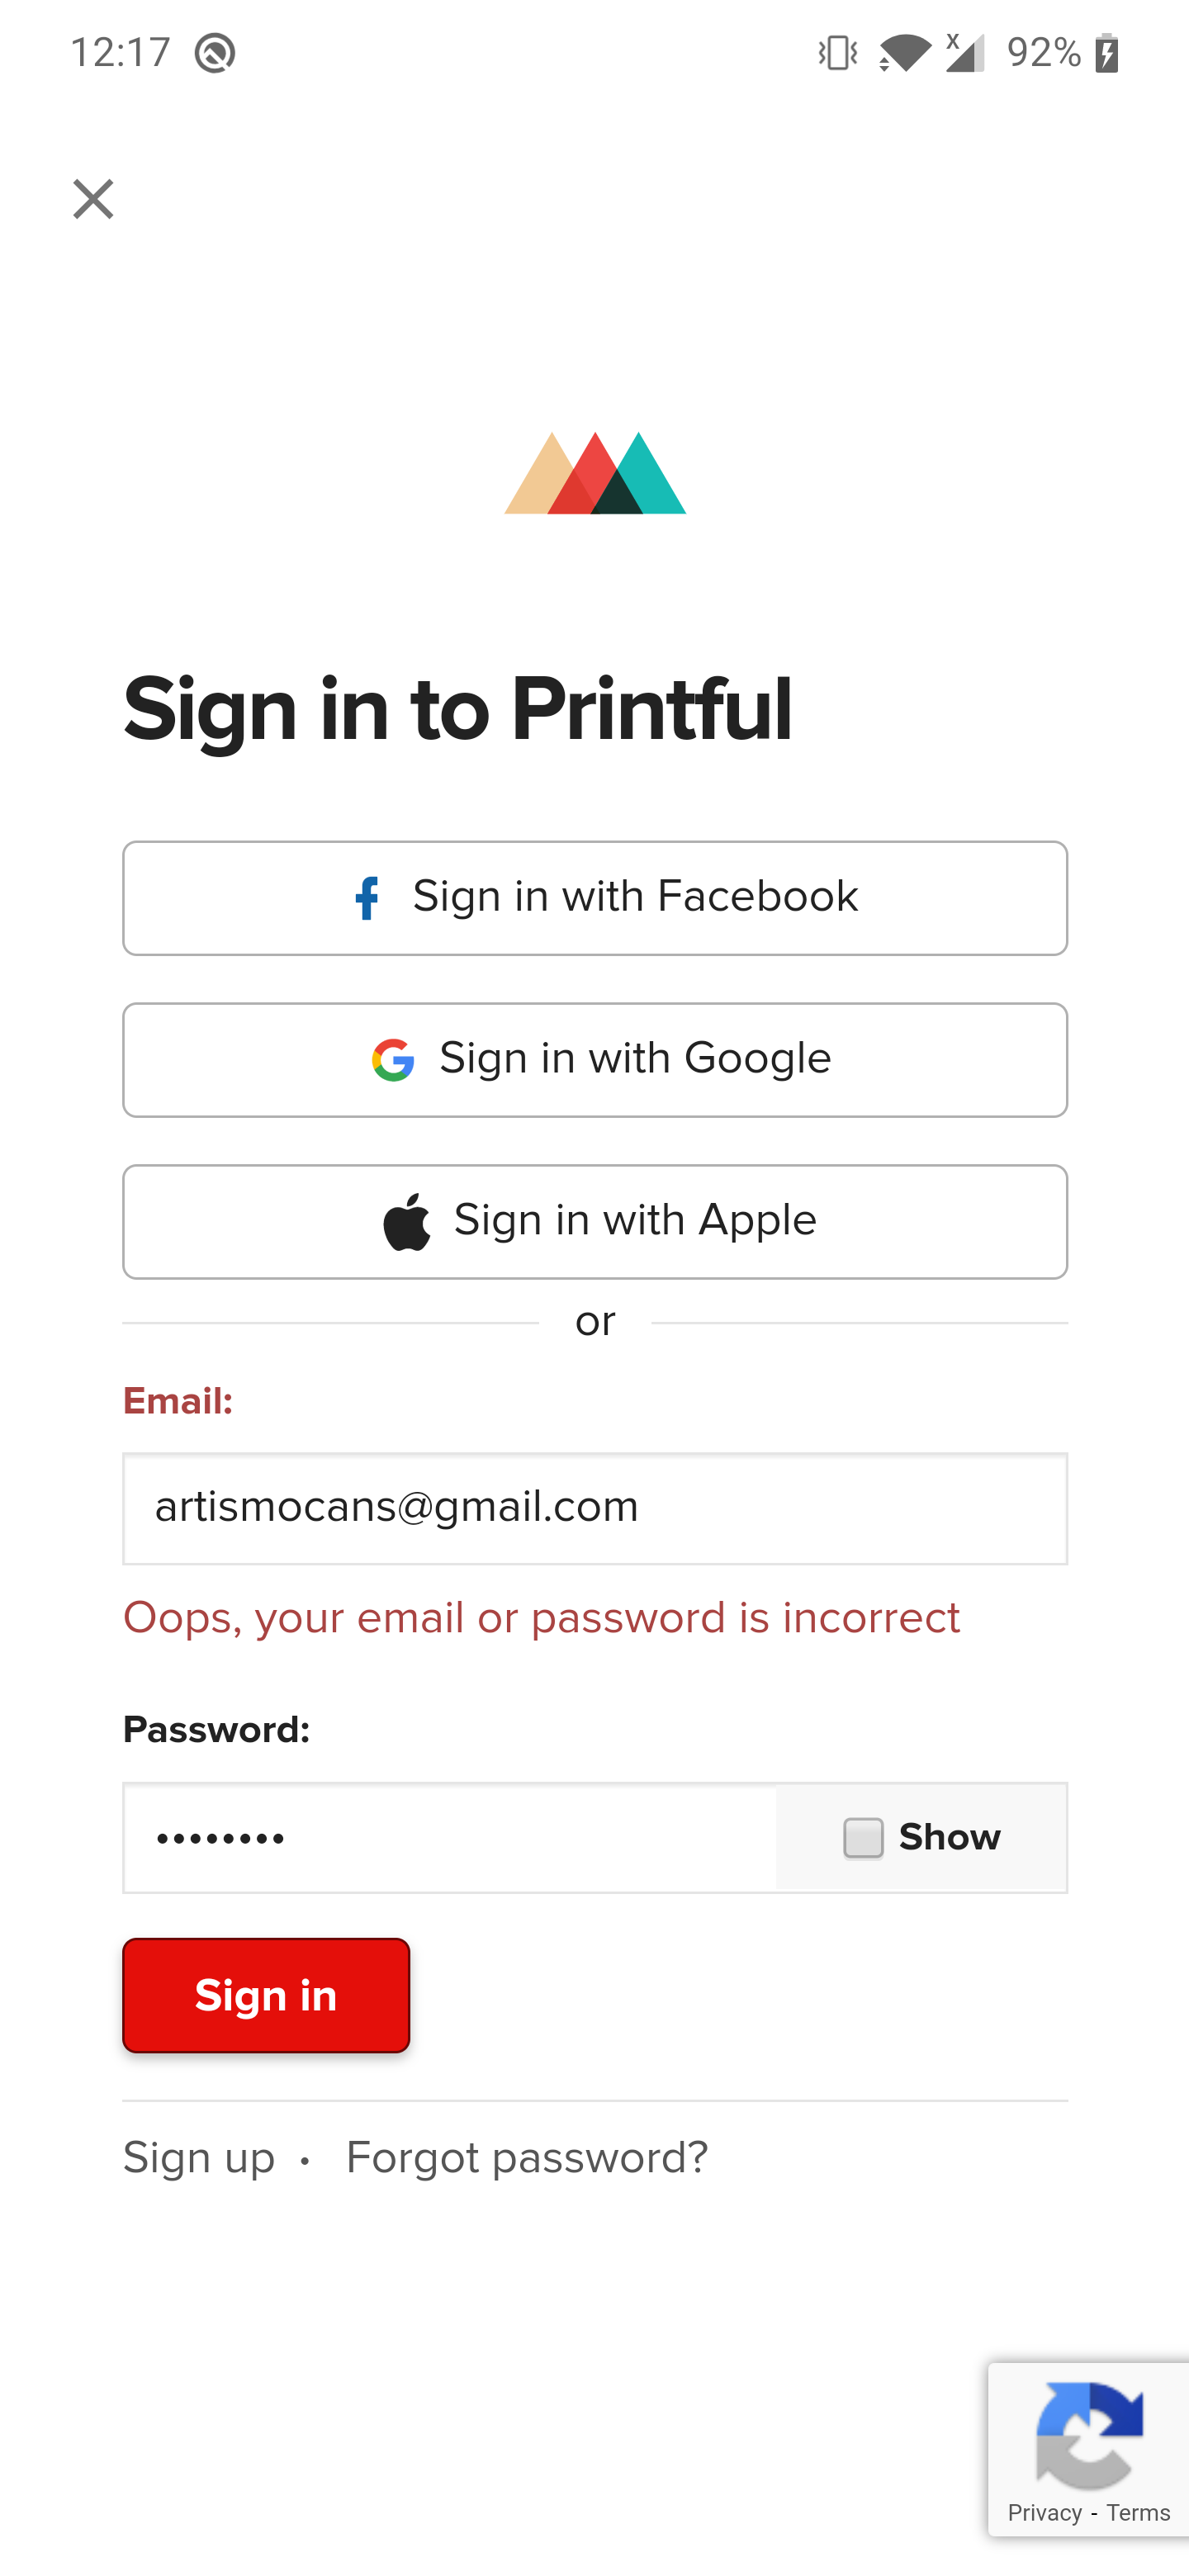 12:17
92%
Sign in to Printful
Sign in with Facebook
Sign in with Google
Sign in with Apple
or
Email:
artismocans@gmail.com
Oops, your email or password is incorrect
Password:
••••••••
Show
Sign in
Sign up • Forgot password?
Privacy - Terms